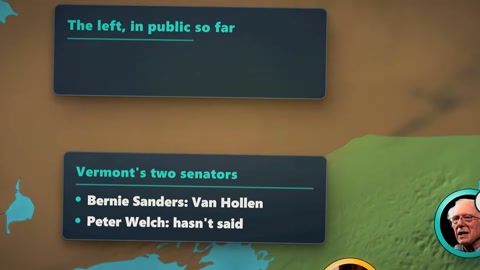 The left, in public so far
Vermont's two senators
Bernie Sanders: Van Hollen
Peter Welch: hasn't said